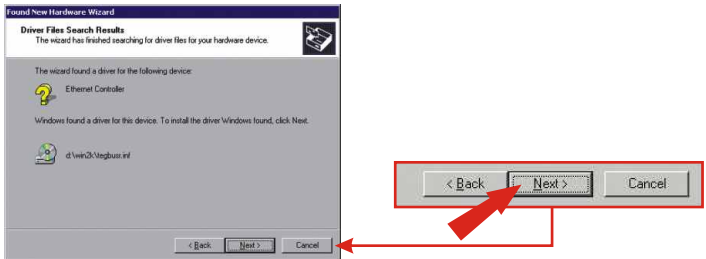 Found New Hardware Wizard
Driver Files Search Results
The wizard has finished searching for driver files for your hardware device.
The wizard found a driver for the following device:
Ethernet Controller
Windows found a driver for this device. To install the driver Windows found, click Next.
d:\win2k\tegbusr.inf
< Back Next > Cancel
< Back Next > Cancel